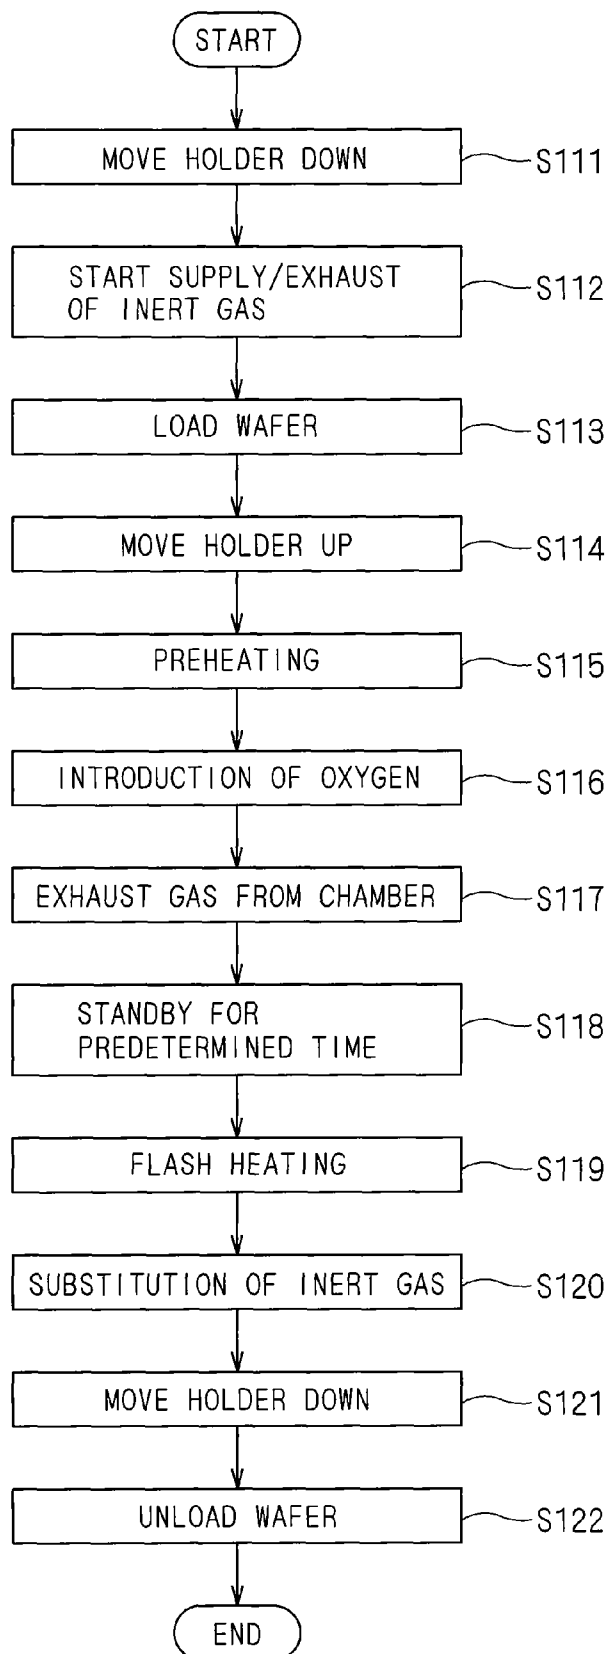 START
MOVE HOLDER DOWN
S111
START SUPPLY/EXHAUST
OF INERT GAS
S112
LOAD WAFER
S113
MOVE HOLDER UP
S114
PREHEATING
S115
INTRODUCTION OF OXYGEN
S116
EXHAUST GAS FROM CHAMBER
S117
STANDBY FOR
PREDETERMINED TIME
S118
FLASH HEATING
S119
SUBSTITUTION OF INERT GAS
S120
MOVE HOLDER DOWN
S121
UNLOAD WAFER
S122
END